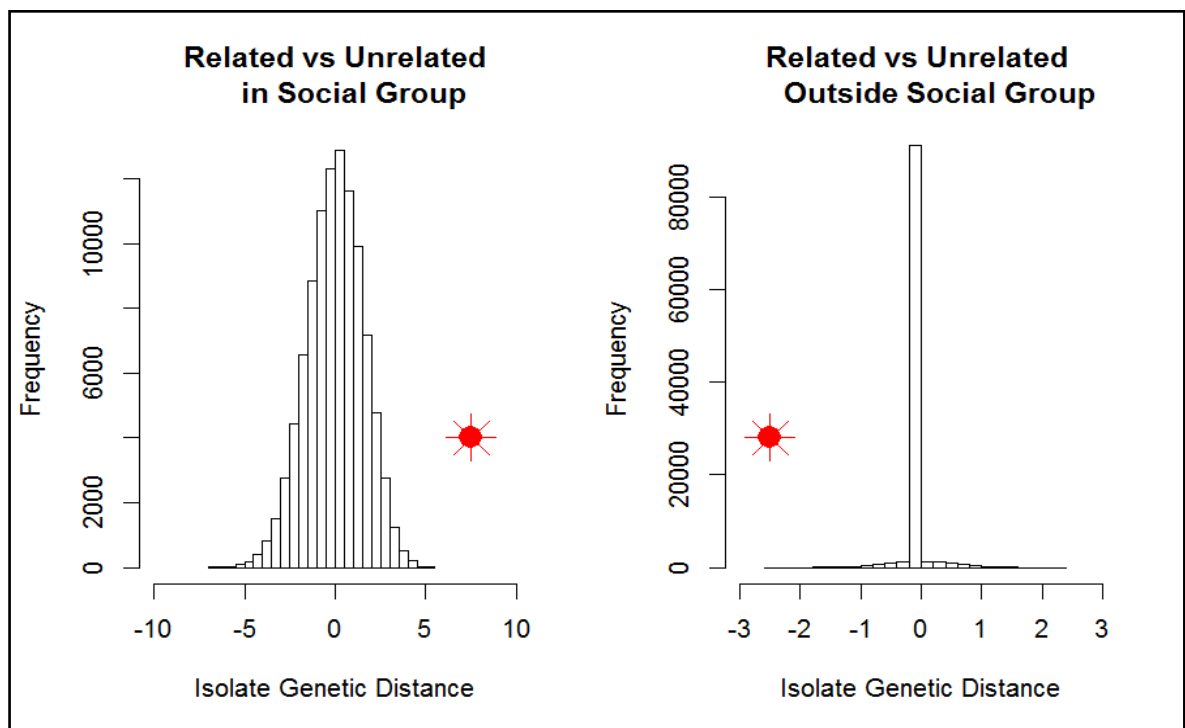 Related vs Unrelated
in Social Group
Frequency
0
2000
6000
10000
-10
-5
0
5
10
Isolate Genetic Distance
Related vs Unrelated
Outside Social Group
Frequency
0
20000
40000
60000
80000
-3
-2
-1
0
1
2
3
Isolate Genetic Distance